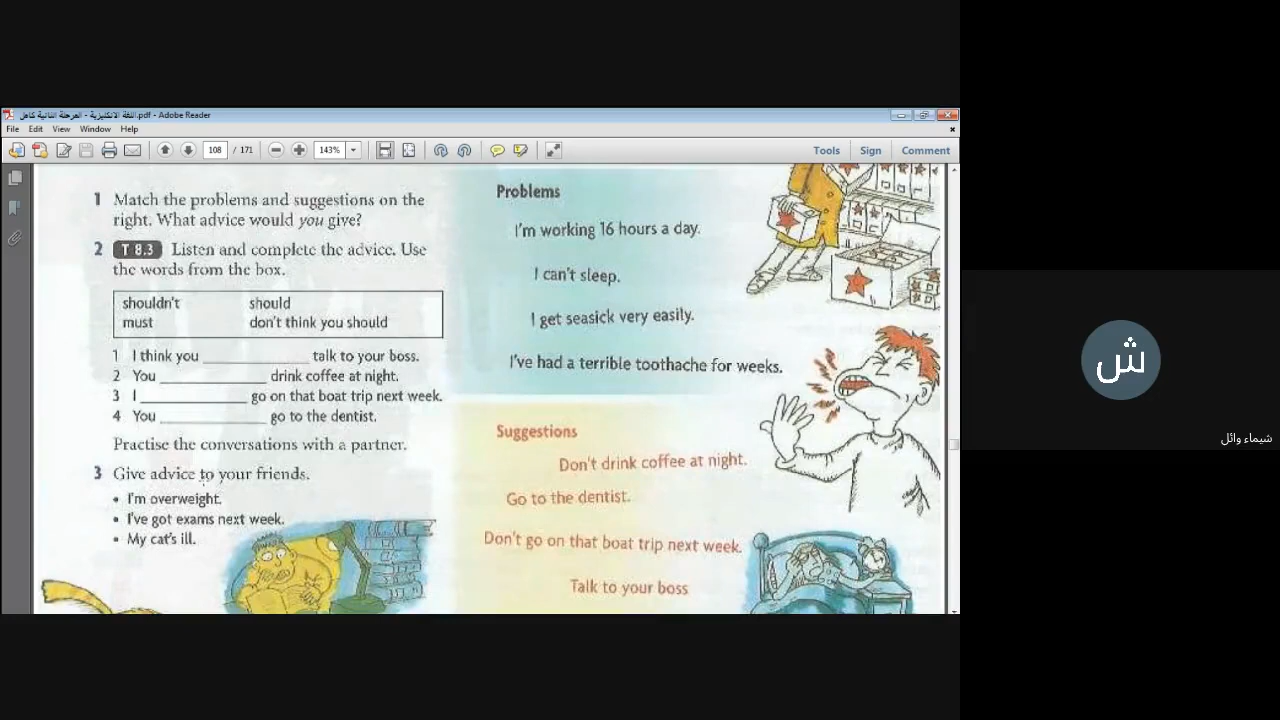 اللغة الانكليزية - المرحلة الثانية كامل.pdf - Adobe Reader
File Edit View Window Help
108 / 171 143% Tools Sign Comment
1 Match the problems and suggestions on the
right. What advice would you give?
2 T 8.3 Listen and complete the advice. Use
the words from the box.
shouldn't should
must don't think you should
1 I think you ____________ talk to your boss.
2 You ____________ drink coffee at night.
3 I ____________ go on that boat trip next week.
4 You ____________ go to the dentist.
Practise the conversations with a partner.
3 Give advice to your friends.
• I'm overweight.
• I've got exams next week.
• My cat's ill.
Problems
I'm working 16 hours a day.
I can't sleep.
I get seasick very easily.
I've had a terrible toothache for weeks.
Suggestions
Don't drink coffee at night.
Go to the dentist.
Don't go on that boat trip next week.
Talk to your boss
ش
شيماء وائل